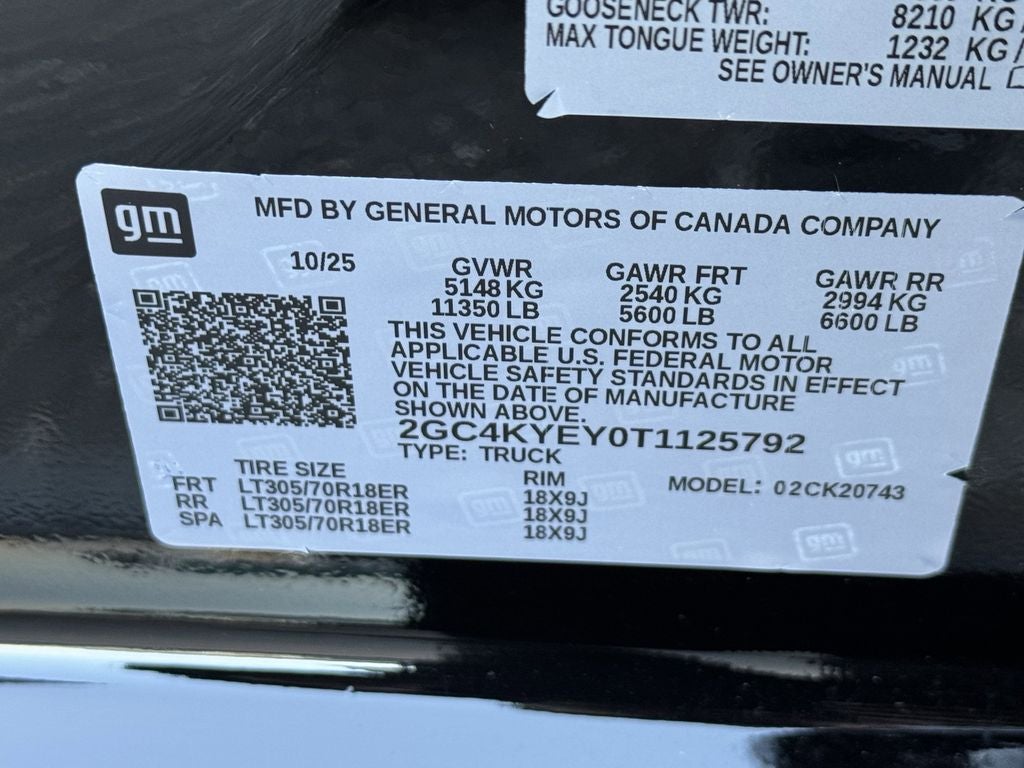 GOOSENECK TWR: 8210 KG
MAX TONGUE WEIGHT: 1232 KG/
SEE OWNER'S MANUAL
gm
MFD BY GENERAL MOTORS OF CANADA COMPANY
10/25
GVWR GAWR FRT GAWR RR
5148 KG 2540 KG 2994 KG
11350 LB 5600 LB 6600 LB
THIS VEHICLE CONFORMS TO ALL
APPLICABLE U.S. FEDERAL MOTOR
VEHICLE SAFETY STANDARDS IN EFFECT
ON THE DATE OF MANUFACTURE
SHOWN ABOVE.
2GC4KYEY0T1125792
TYPE: TRUCK
TIRE SIZE RIM MODEL: 02CK20743
FRT LT305/70R18ER 18X9J
RR LT305/70R18ER 18X9J
SPA LT305/70R18ER 18X9J